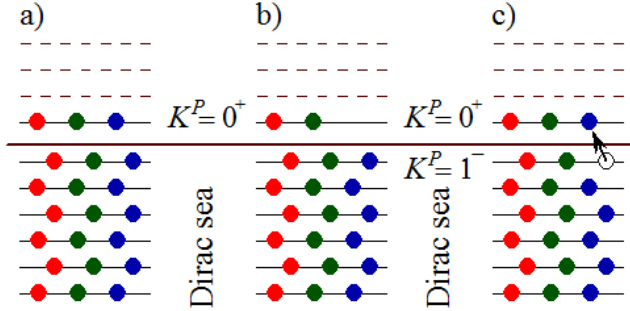 a)
b)
c)
K^P= 0^+
K^P= 0^+
K^P= 1^−
Dirac sea
Dirac sea